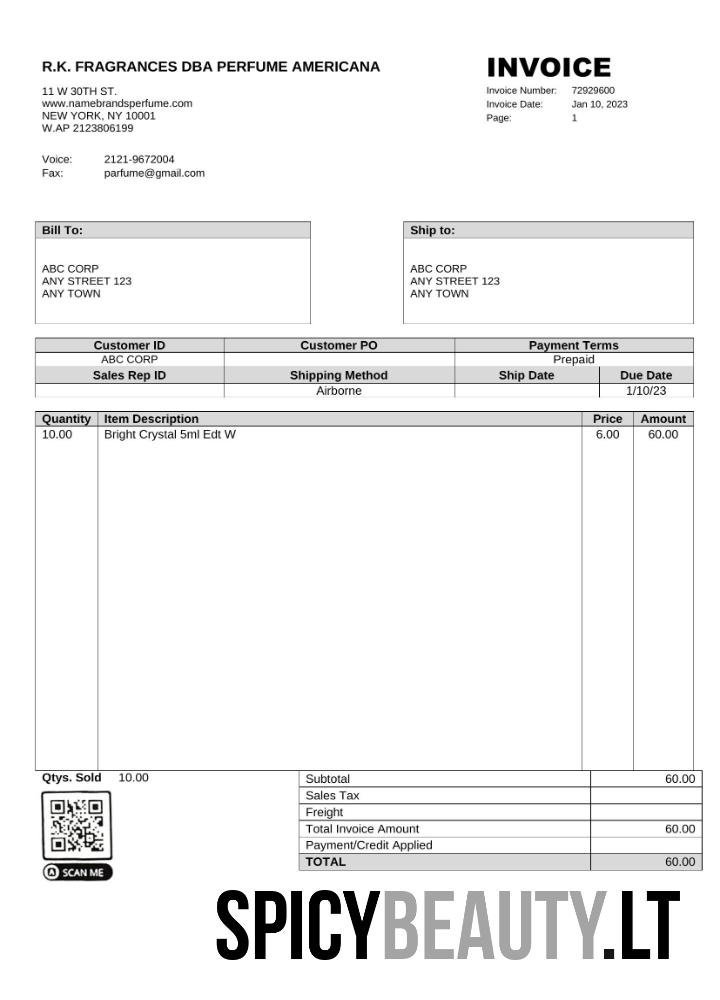 R.K. FRAGRANCES DBA PERFUME AMERICANA
INVOICE
11 W 30TH ST.
www.namebrandsperfume.com
NEW YORK, NY 10001
W.AP 2123806199
Invoice Number: 72929600
Invoice Date: Jan 10, 2023
Page: 1
Voice: 2121-9672004
Fax: parfume@gmail.com
Bill To:
ABC CORP
ANY STREET 123
ANY TOWN
Ship to:
ABC CORP
ANY STREET 123
ANY TOWN
Customer ID Customer PO Payment Terms
ABC CORP Prepaid
Sales Rep ID Shipping Method Ship Date Due Date
Airborne 1/10/23
Quantity Item Description Price Amount
10.00 Bright Crystal 5ml Edt W 6.00 60.00
Qtys. Sold 10.00
SCAN ME
Subtotal 60.00
Sales Tax
Freight
Total Invoice Amount 60.00
Payment/Credit Applied
TOTAL 60.00
SPICYBEAUTY.LT